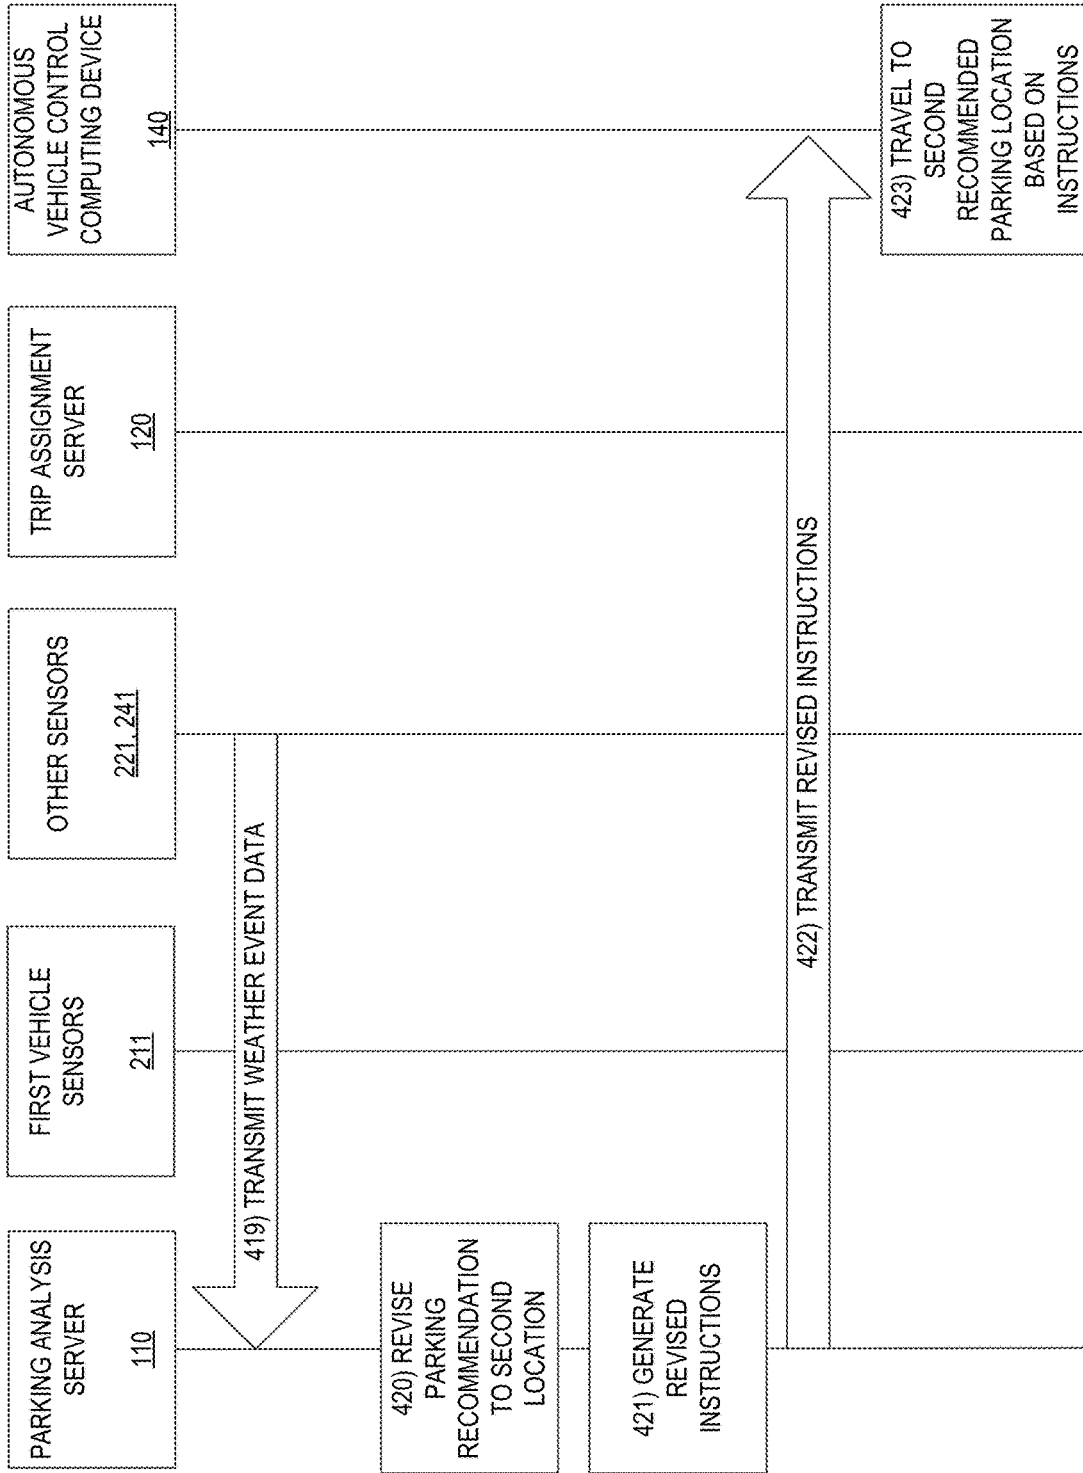 PARKING ANALYSIS
SERVER
110
FIRST VEHICLE
SENSORS
211
OTHER SENSORS
221, 241
TRIP ASSIGNMENT
SERVER
120
AUTONOMOUS
VEHICLE CONTROL
COMPUTING DEVICE
140
419) TRANSMIT WEATHER EVENT DATA
420) REVISE
PARKING
RECOMMENDATION
TO SECOND
LOCATION
421) GENERATE
REVISED
INSTRUCTIONS
422) TRANSMIT REVISED INSTRUCTIONS
423) TRAVEL TO
SECOND
RECOMMENDED
PARKING LOCATION
BASED ON
INSTRUCTIONS